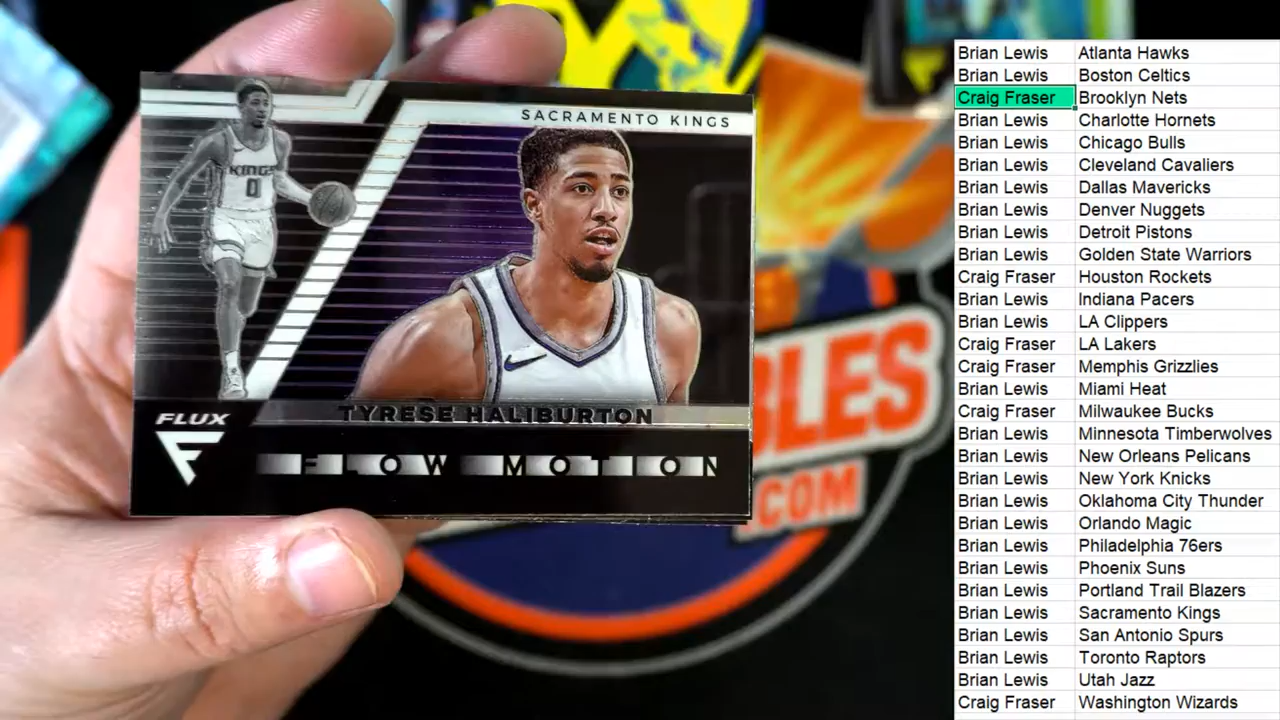 SACRAMENTO KINGS
KINGS
0
TYRESE HALIBURTON
FLUX
FLOW MOTION
BLES
.COM
Brian Lewis Atlanta Hawks
Brian Lewis Boston Celtics
Craig Fraser Brooklyn Nets
Brian Lewis Charlotte Hornets
Brian Lewis Chicago Bulls
Brian Lewis Cleveland Cavaliers
Brian Lewis Dallas Mavericks
Brian Lewis Denver Nuggets
Brian Lewis Detroit Pistons
Brian Lewis Golden State Warriors
Craig Fraser Houston Rockets
Brian Lewis Indiana Pacers
Brian Lewis LA Clippers
Craig Fraser LA Lakers
Craig Fraser Memphis Grizzlies
Brian Lewis Miami Heat
Craig Fraser Milwaukee Bucks
Brian Lewis Minnesota Timberwolves
Brian Lewis New Orleans Pelicans
Brian Lewis New York Knicks
Brian Lewis Oklahoma City Thunder
Brian Lewis Orlando Magic
Brian Lewis Philadelphia 76ers
Brian Lewis Phoenix Suns
Brian Lewis Portland Trail Blazers
Brian Lewis Sacramento Kings
Brian Lewis San Antonio Spurs
Brian Lewis Toronto Raptors
Brian Lewis Utah Jazz
Craig Fraser Washington Wizards